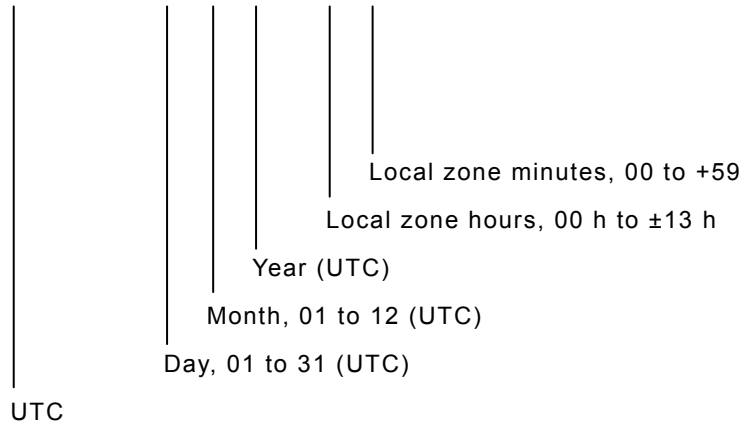 Local zone minutes, 00 to +59
Local zone hours, 00 h to ±13 h
Year (UTC)
Month, 01 to 12 (UTC)
Day, 01 to 31 (UTC)
UTC